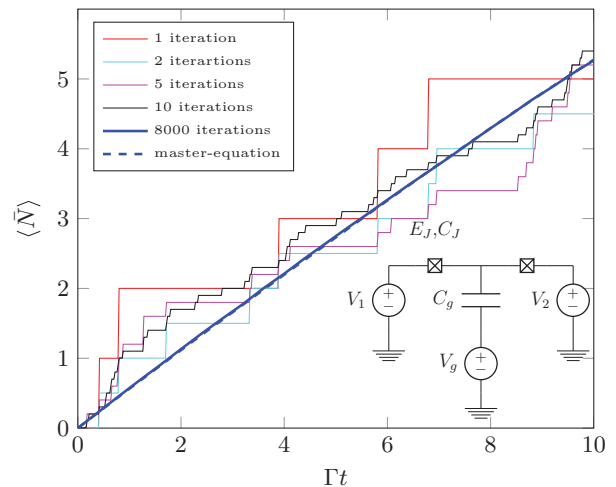 1 iteration
2 iterartions
5 iterations
10 iterations
8000 iterations
master-equation
5
4
3
2
1
0
⟨N̄⟩
E_J,C_J
V_1
C_g
V_2
V_g
0 2 4 6 8 10
Γt